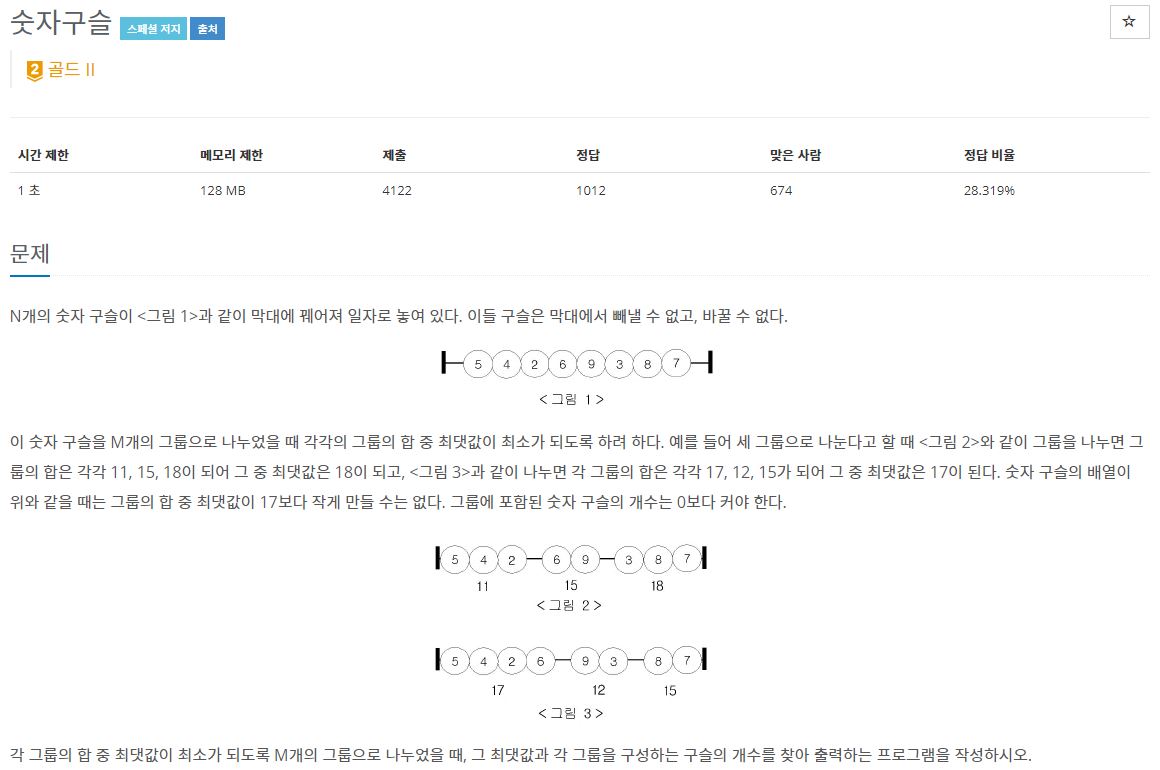 숫자구슬 스페셜 저지 출처
☆
2 골드 II
시간 제한 메모리 제한 제출 정답 맞은 사람 정답 비율
1 초 128 MB 4122 1012 674 28.319%
문제
N개의 숫자 구슬이 <그림 1>과 같이 막대에 꿰어져 일자로 놓여 있다. 이들 구슬은 막대에서 빼낼 수 없고, 바꿀 수 없다.
5 4 2 6 9 3 8 7
< 그림 1 >
이 숫자 구슬을 M개의 그룹으로 나누었을 때 각각의 그룹의 합 중 최댓값이 최소가 되도록 하려 하다. 예를 들어 세 그룹으로 나눈다고 할 때 <그림 2>와 같이 그룹을 나누면 그
룹의 합은 각각 11, 15, 18이 되어 그 중 최댓값은 18이 되고, <그림 3>과 같이 나누면 각 그룹의 합은 각각 17, 12, 15가 되어 그 중 최댓값은 17이 된다. 숫자 구슬의 배열이
위와 같을 때는 그룹의 합 중 최댓값이 17보다 작게 만들 수는 없다. 그룹에 포함된 숫자 구슬의 개수는 0보다 커야 한다.
5 4 2 6 9 3 8 7
11 15 18
< 그림 2 >
5 4 2 6 9 3 8 7
17 12 15
< 그림 3 >
각 그룹의 합 중 최댓값이 최소가 되도록 M개의 그룹으로 나누었을 때, 그 최댓값과 각 그룹을 구성하는 구슬의 개수를 찾아 출력하는 프로그램을 작성하시오.